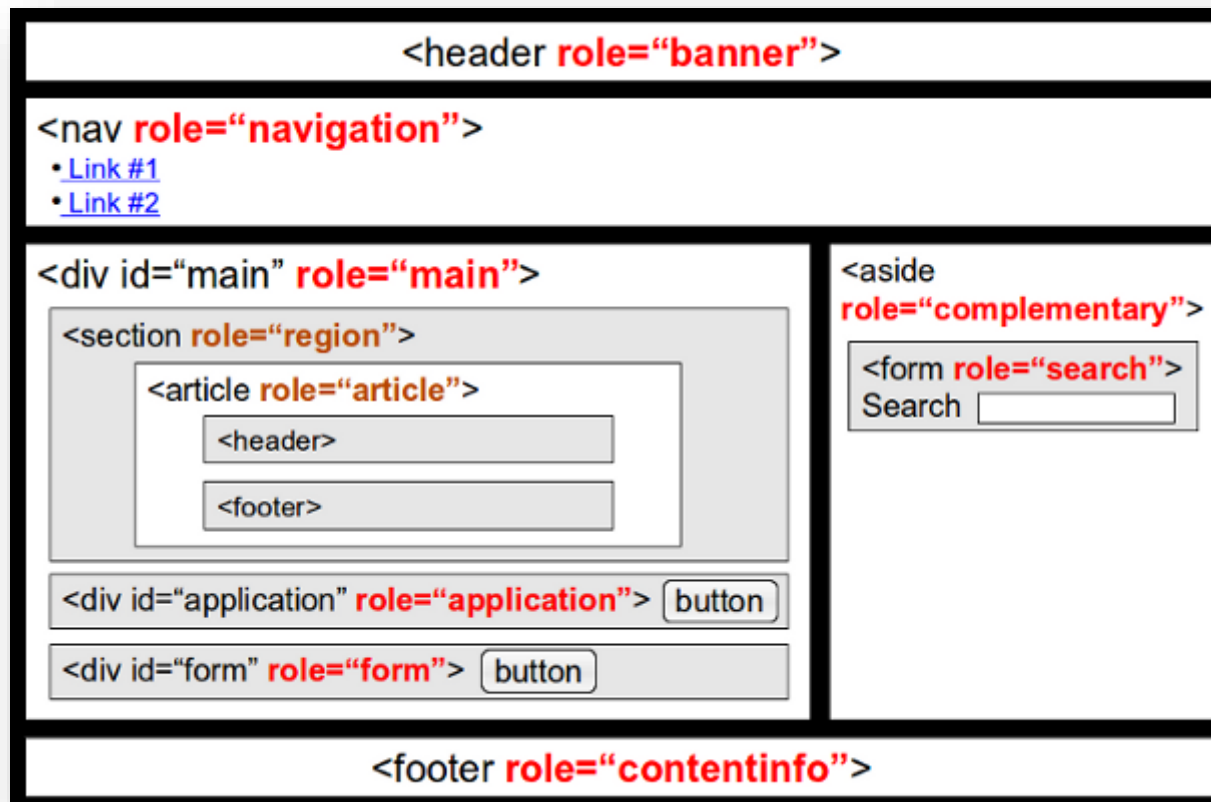 <header role=“banner”>
<nav role=“navigation”>
• Link #1
• Link #2
<div id=“main” role=“main”>
<section role=“region”>
<article role=“article”>
<header>
<footer>
<div id=“application” role=“application”> button
<div id=“form” role=“form”> button
<aside
role=“complementary”>
<form role=“search”>
Search
<footer role=“contentinfo”>